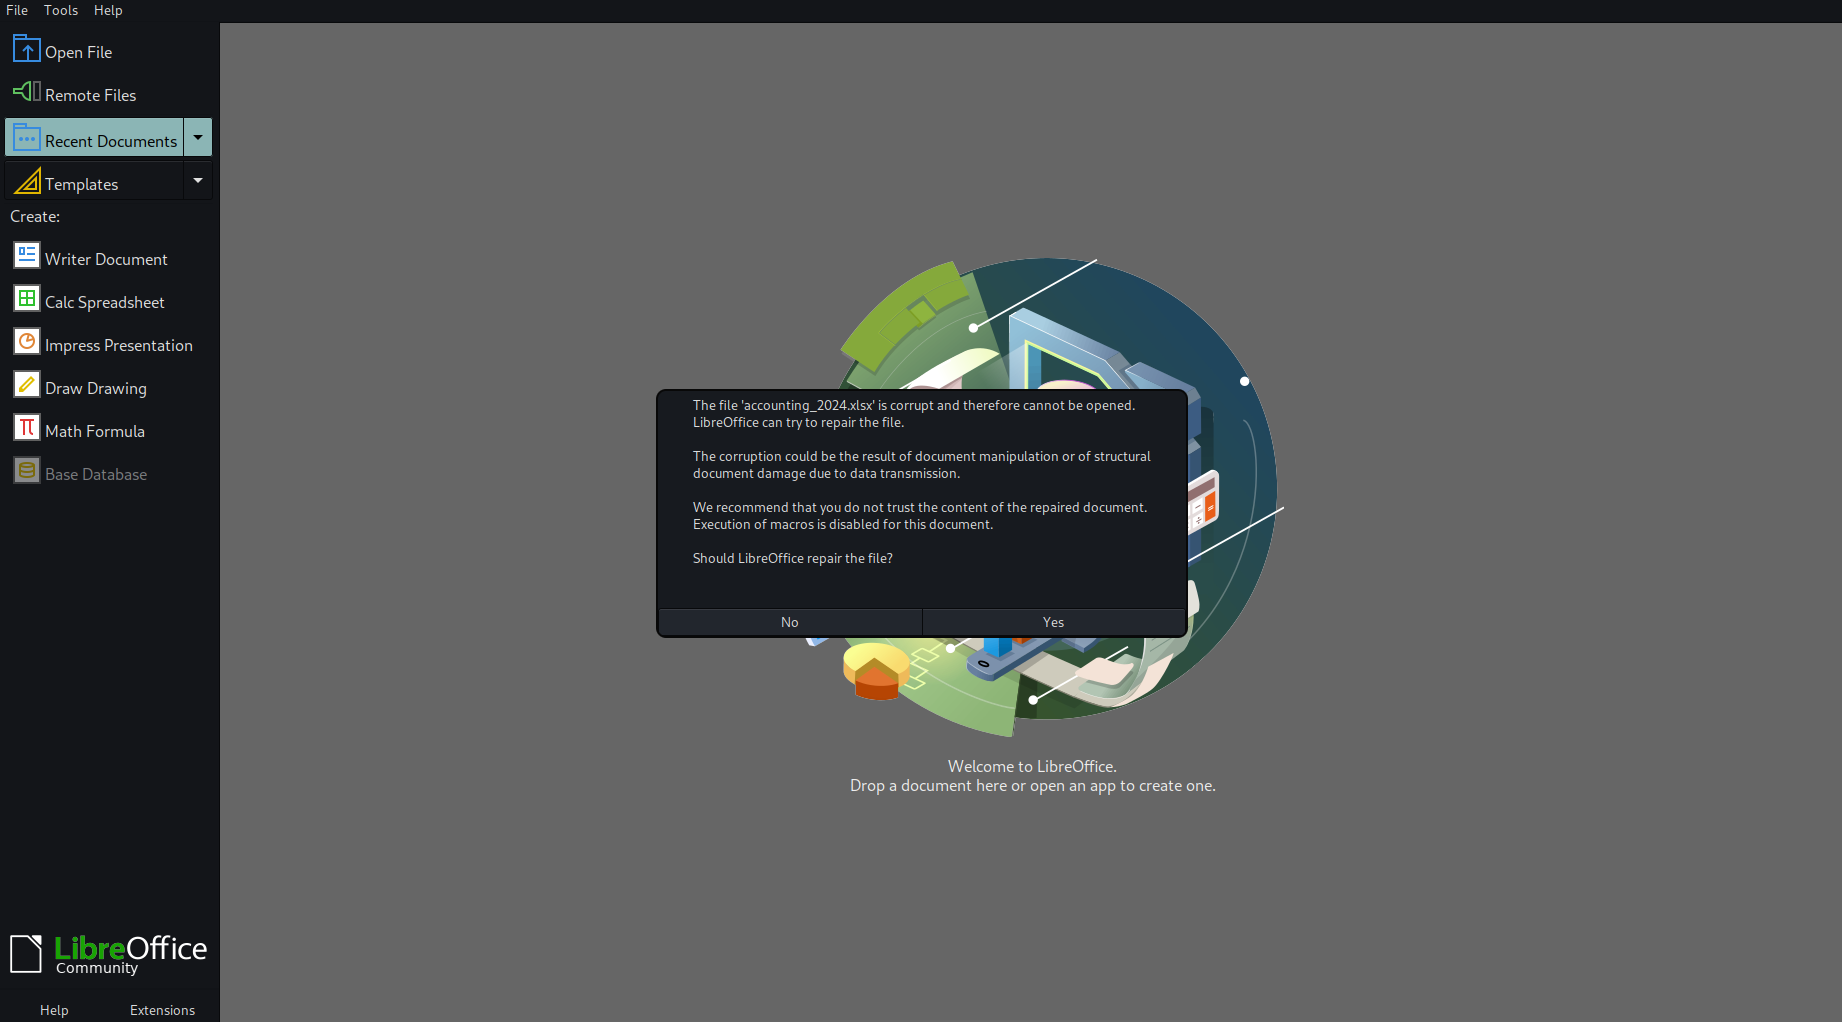 File Tools Help
Open File
Remote Files
Recent Documents
Templates
Create:
Writer Document
Calc Spreadsheet
Impress Presentation
Draw Drawing
Math Formula
Base Database
The file 'accounting_2024.xlsx' is corrupt and therefore cannot be opened.
LibreOffice can try to repair the file.
The corruption could be the result of document manipulation or of structural
document damage due to data transmission.
We recommend that you do not trust the content of the repaired document.
Execution of macros is disabled for this document.
Should LibreOffice repair the file?
No Yes
Welcome to LibreOffice.
Drop a document here or open an app to create one.
LibreOffice
Community
Help Extensions